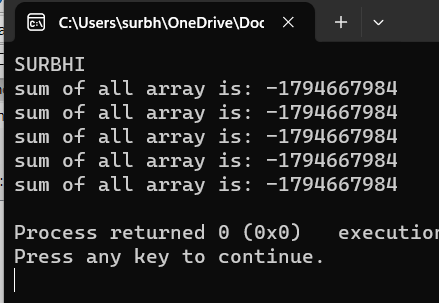 C:\Users\surbh\OneDrive\Doc
SURBHI
sum of all array is: -1794667984
sum of all array is: -1794667984
sum of all array is: -1794667984
sum of all array is: -1794667984
sum of all array is: -1794667984
Process returned 0 (0x0)   execution
Press any key to continue.